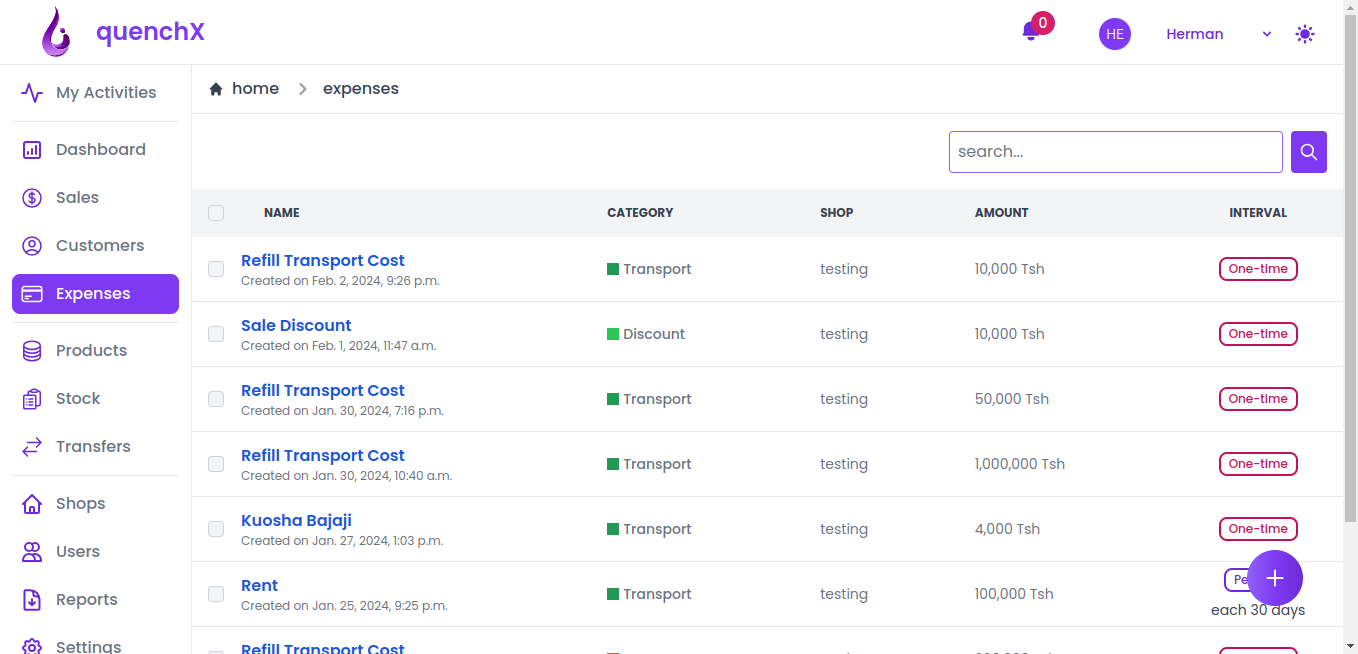 quenchX
0
HE
Herman
My Activities
Dashboard
Sales
Customers
Expenses
Products
Stock
Transfers
Shops
Users
Reports
Settings
home
expenses
search...
NAME CATEGORY SHOP AMOUNT INTERVAL
Refill Transport Cost
Created on Feb. 2, 2024, 9:26 p.m.
Transport testing 10,000 Tsh One-time
Sale Discount
Created on Feb. 1, 2024, 11:47 a.m.
Discount testing 10,000 Tsh One-time
Refill Transport Cost
Created on Jan. 30, 2024, 7:16 p.m.
Transport testing 50,000 Tsh One-time
Refill Transport Cost
Created on Jan. 30, 2024, 10:40 a.m.
Transport testing 1,000,000 Tsh One-time
Kuosha Bajaji
Created on Jan. 27, 2024, 1:03 p.m.
Transport testing 4,000 Tsh One-time
Rent
Created on Jan. 25, 2024, 9:25 p.m.
Transport testing 100,000 Tsh Pe
each 30 days
Refill Transport Cost